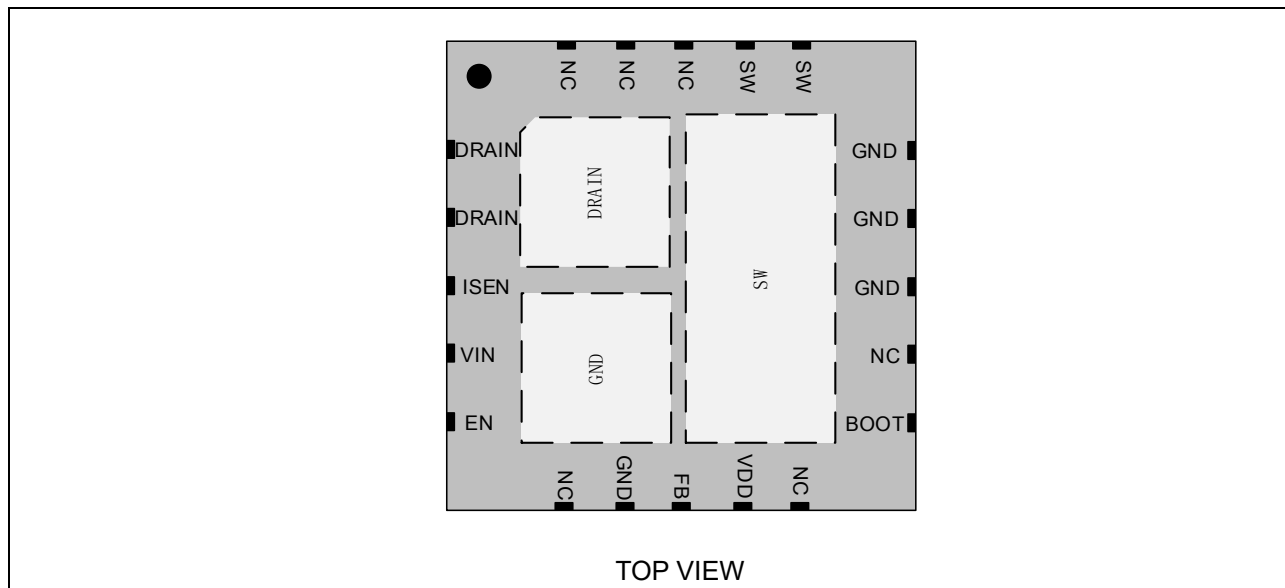 NC
NC
NC
SW
SW
DRAIN
DRAIN
ISEN
VIN
EN
DRAIN
GND
SW
GND
GND
GND
NC
BOOT
NC
GND
FB
VDD
NC
TOP VIEW